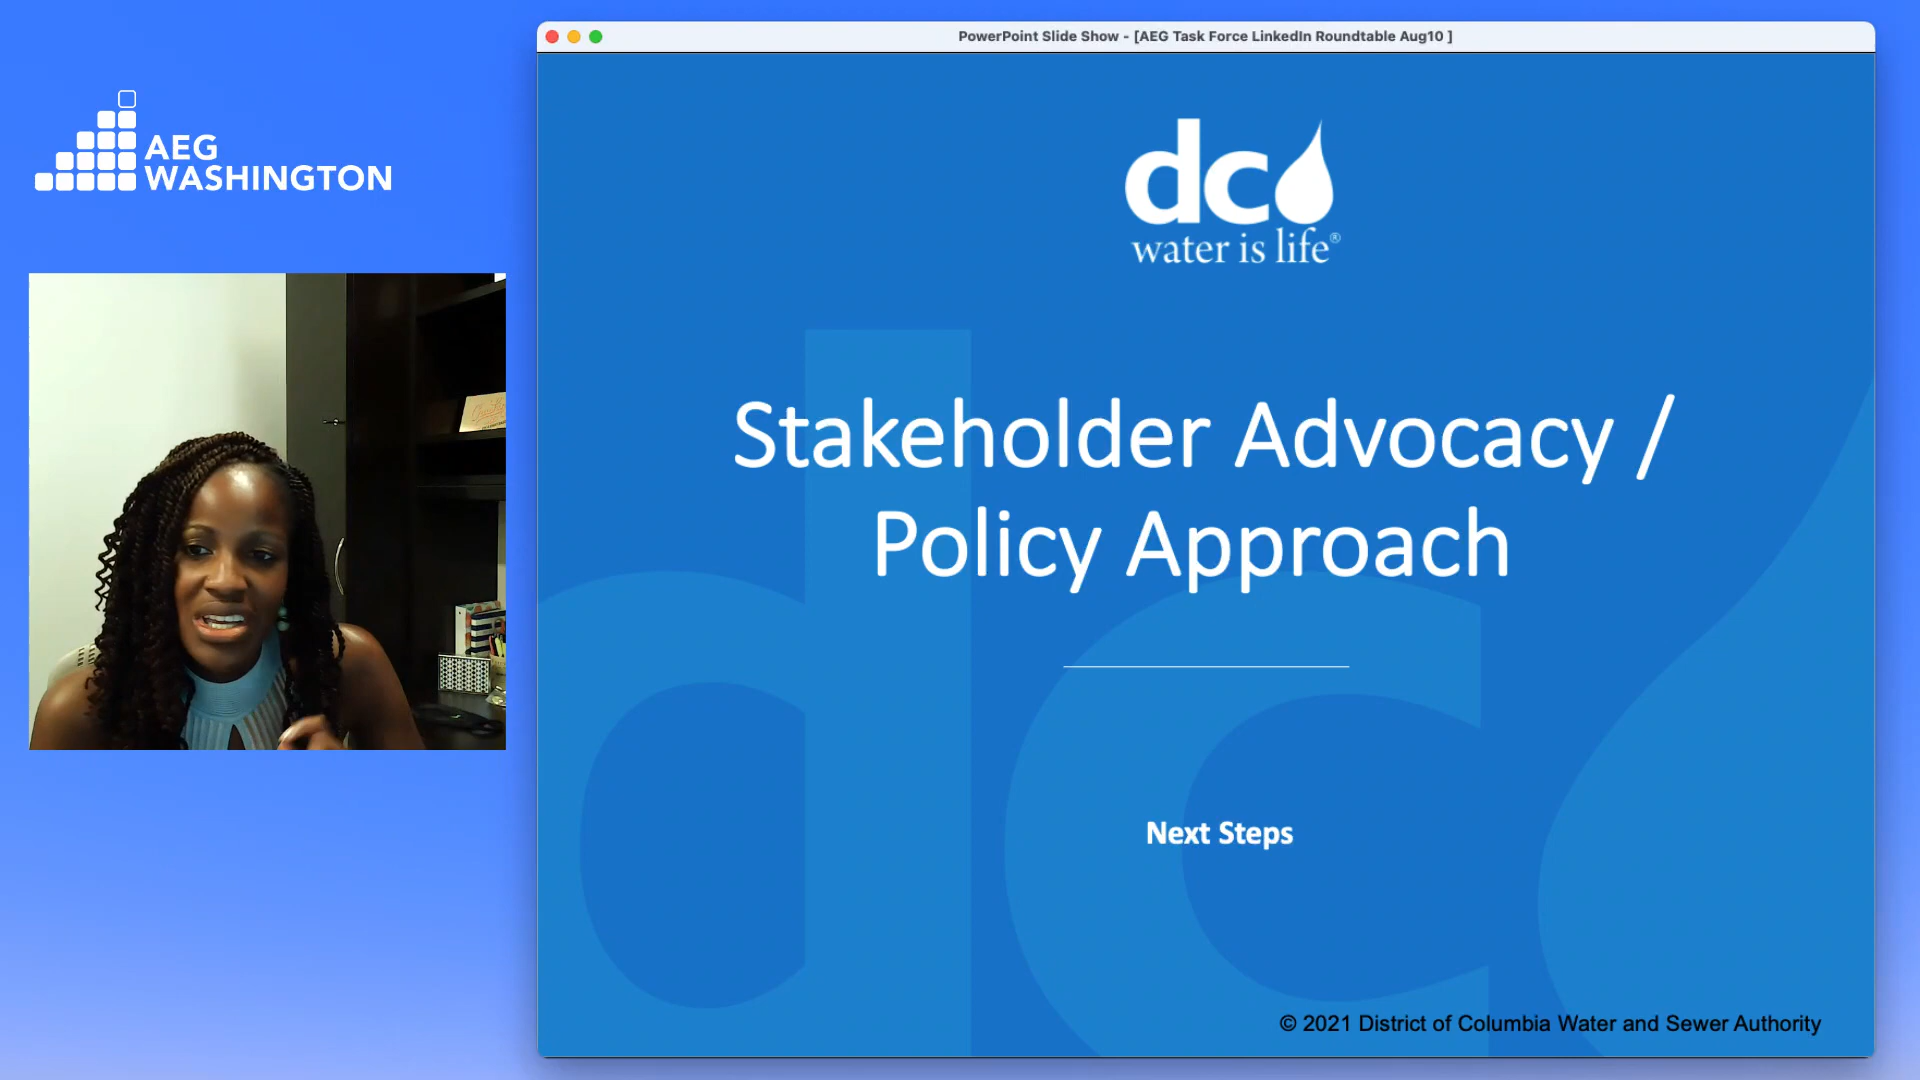 PowerPoint Slide Show - [AEG Task Force LinkedIn Roundtable Aug10 ]
AEG
WASHINGTON
dc
water is life®
Stakeholder Advocacy /
Policy Approach
Next Steps
© 2021 District of Columbia Water and Sewer Authority